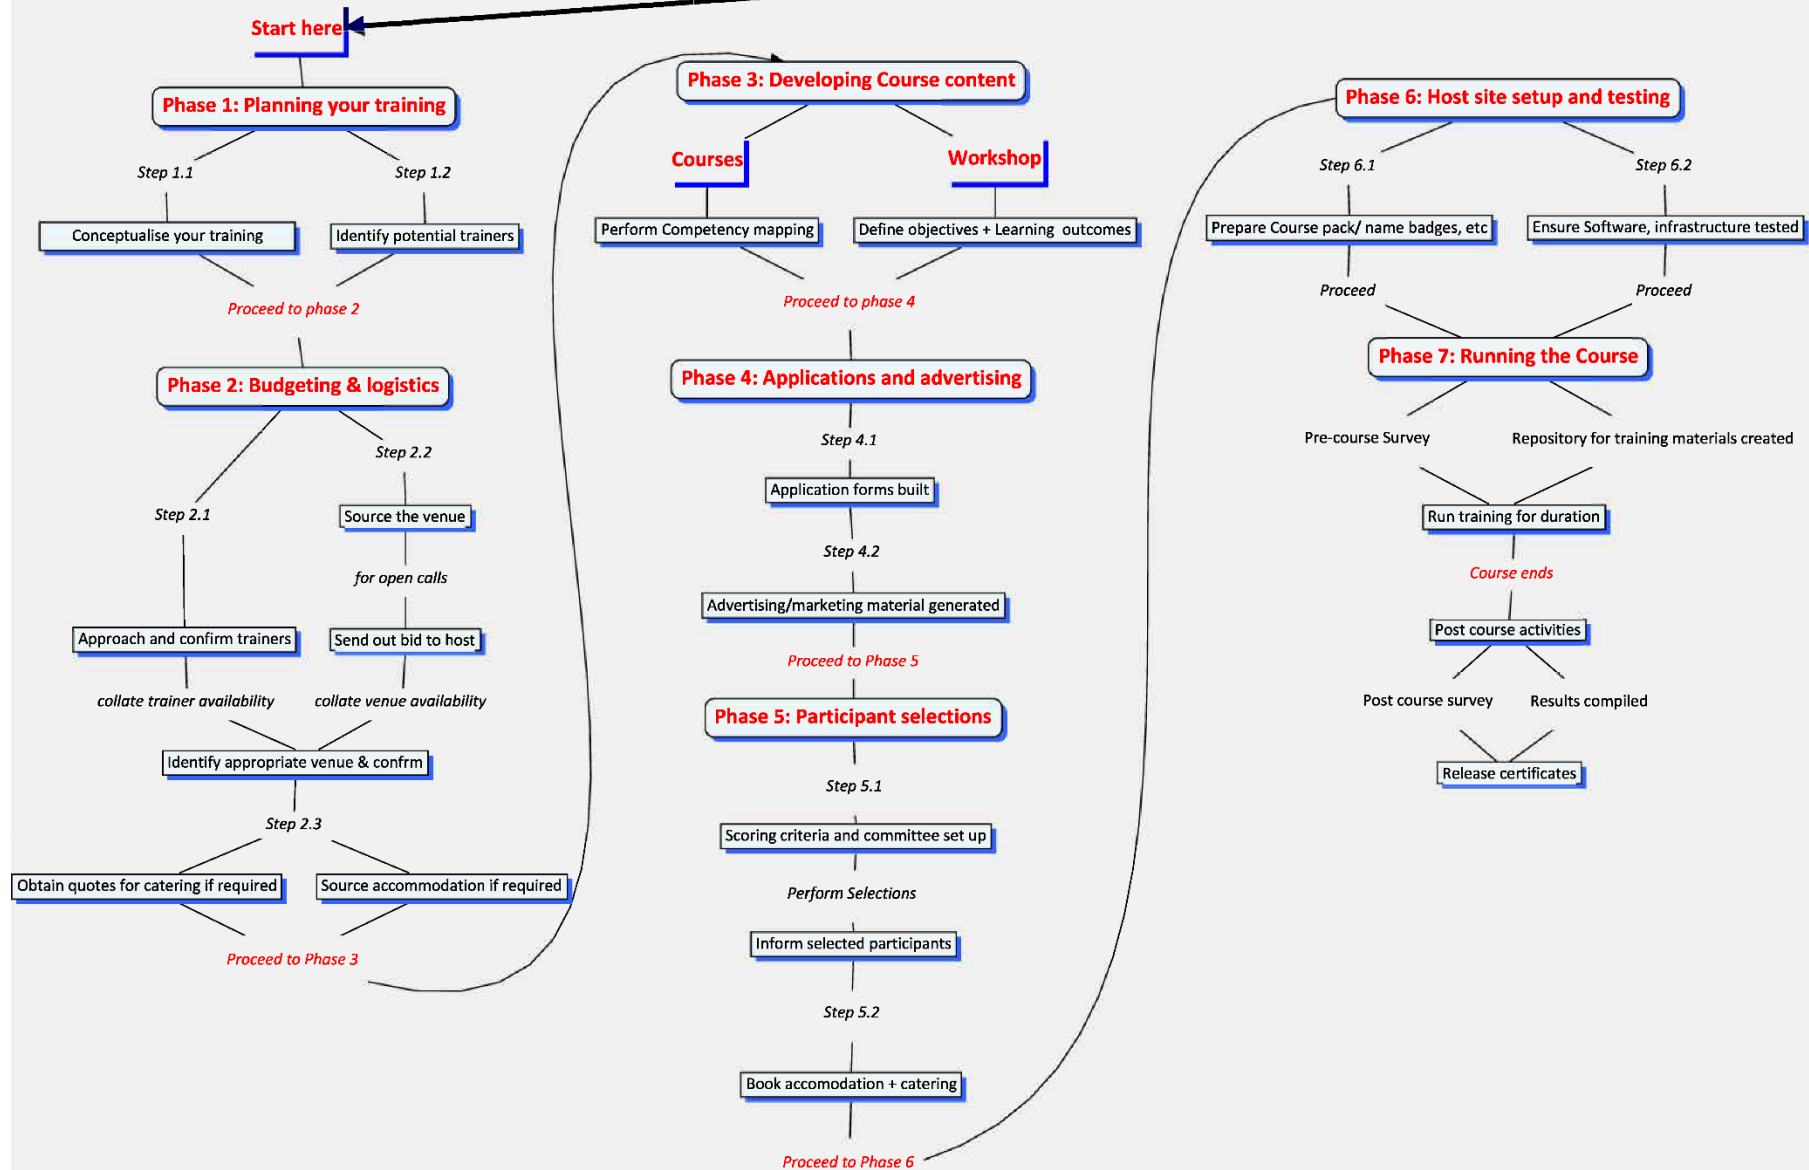 Start here
Phase 1: Planning your training
Step 1.1
Step 1.2
Conceptualise your training
Identify potential trainers
Proceed to phase 2
Phase 2: Budgeting & logistics
Step 2.2
Step 2.1
Source the venue
for open calls
Approach and confirm trainers
Send out bid to host
collate trainer availability
collate venue availability
Identify appropriate venue & confrm
Step 2.3
Obtain quotes for catering if required
Source accommodation if required
Proceed to Phase 3
Phase 3: Developing Course content
Courses
Workshop
Perform Competency mapping
Define objectives + Learning outcomes
Proceed to phase 4
Phase 4: Applications and advertising
Step 4.1
Application forms built
Step 4.2
Advertising/marketing material generated
Proceed to Phase 5
Phase 5: Participant selections
Step 5.1
Scoring criteria and committee set up
Perform Selections
Inform selected participants
Step 5.2
Book accomodation + catering
Proceed to Phase 6
Phase 6: Host site setup and testing
Step 6.1
Step 6.2
Prepare Course pack/ name badges, etc
Ensure Software, infrastructure tested
Proceed
Proceed
Phase 7: Running the Course
Pre-course Survey
Repository for training materials created
Run training for duration
Course ends
Post course activities
Post course survey
Results compiled
Release certificates